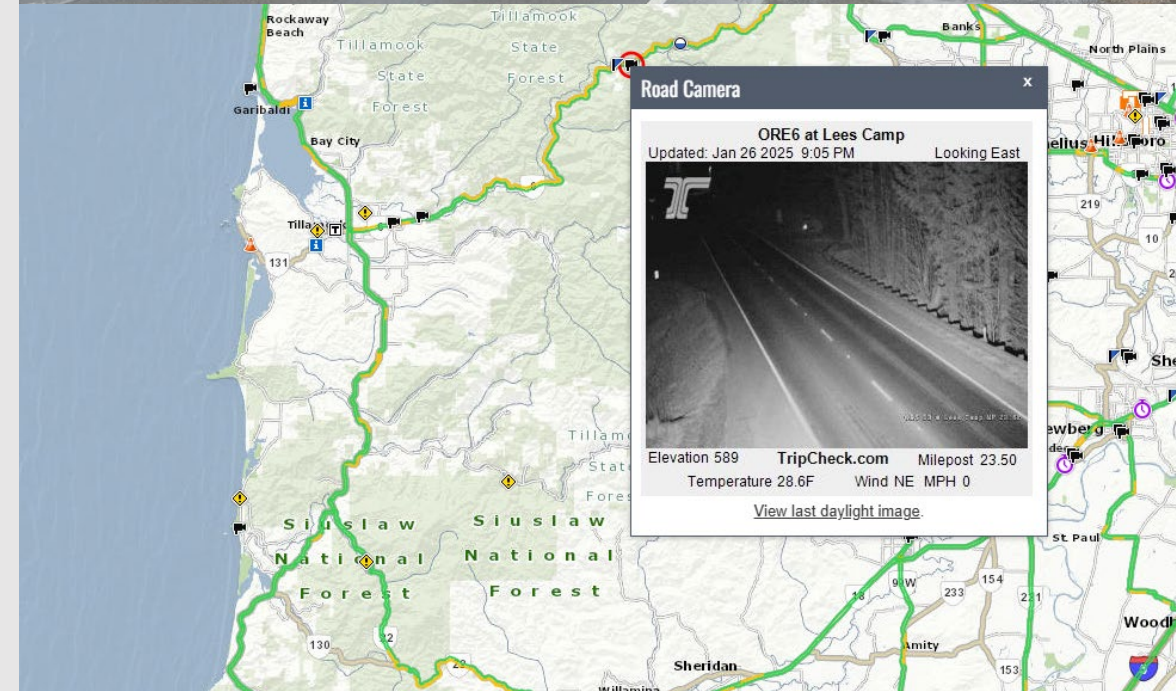 Rockaway
Beach
Tillamook
State
Forest
Tillamook
State
Forest
Banks
North Plains
Garibaldi
Bay City
131
219
10
Road Camera
x
ORE6 at Lees Camp
Updated: Jan 26 2025 9:05 PM
Looking East
Elevation 589
TripCheck.com
Milepost 23.50
Temperature 28.6F
Wind NE MPH 0
View last daylight image.
Siuslaw
National
Forest
Siuslaw
National
Forest
St. Paul
18
233
154
Amity
153
130
22
Sheridan
5